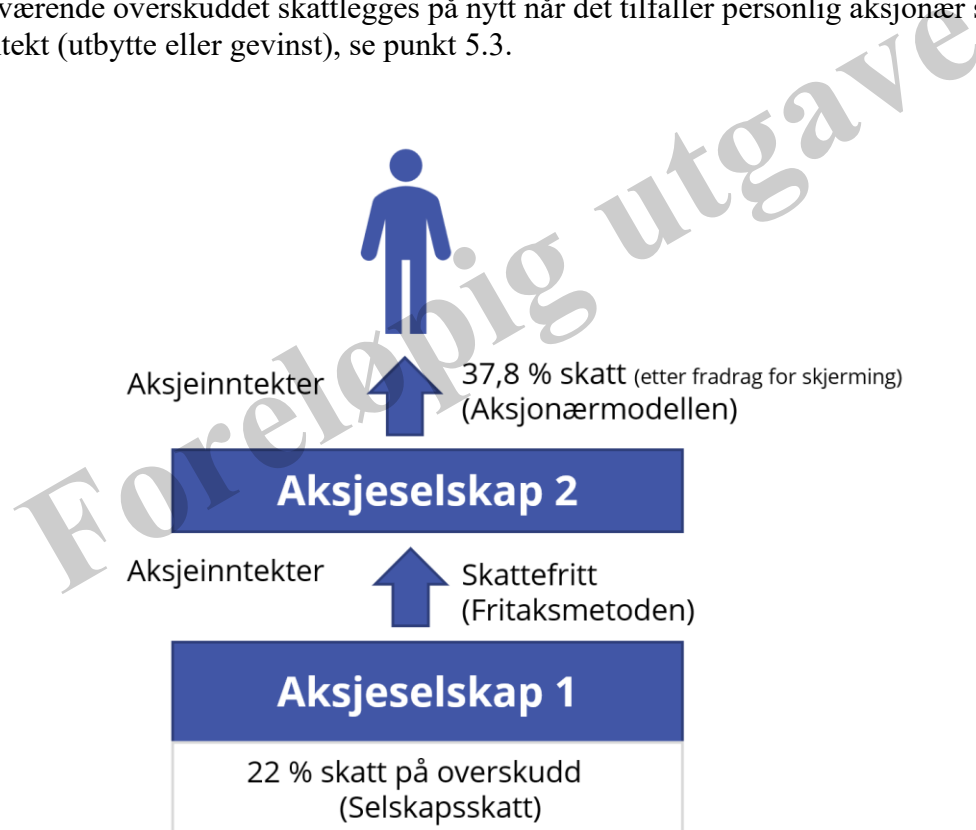 værende overskuddet skattlegges på nytt når det tilfaller personlig aksjonær
tekt (utbytte eller gevinst), se punkt 5.3.
Aksjeinntekter
37,8 % skatt (etter fradrag for skjerming)
(Aksjonærmodellen)
Aksjeselskap 2
Aksjeinntekter
Skattefritt
(Fritaksmetoden)
Aksjeselskap 1
22 % skatt på overskudd
(Selskapsskatt)
Foreløpig utgave